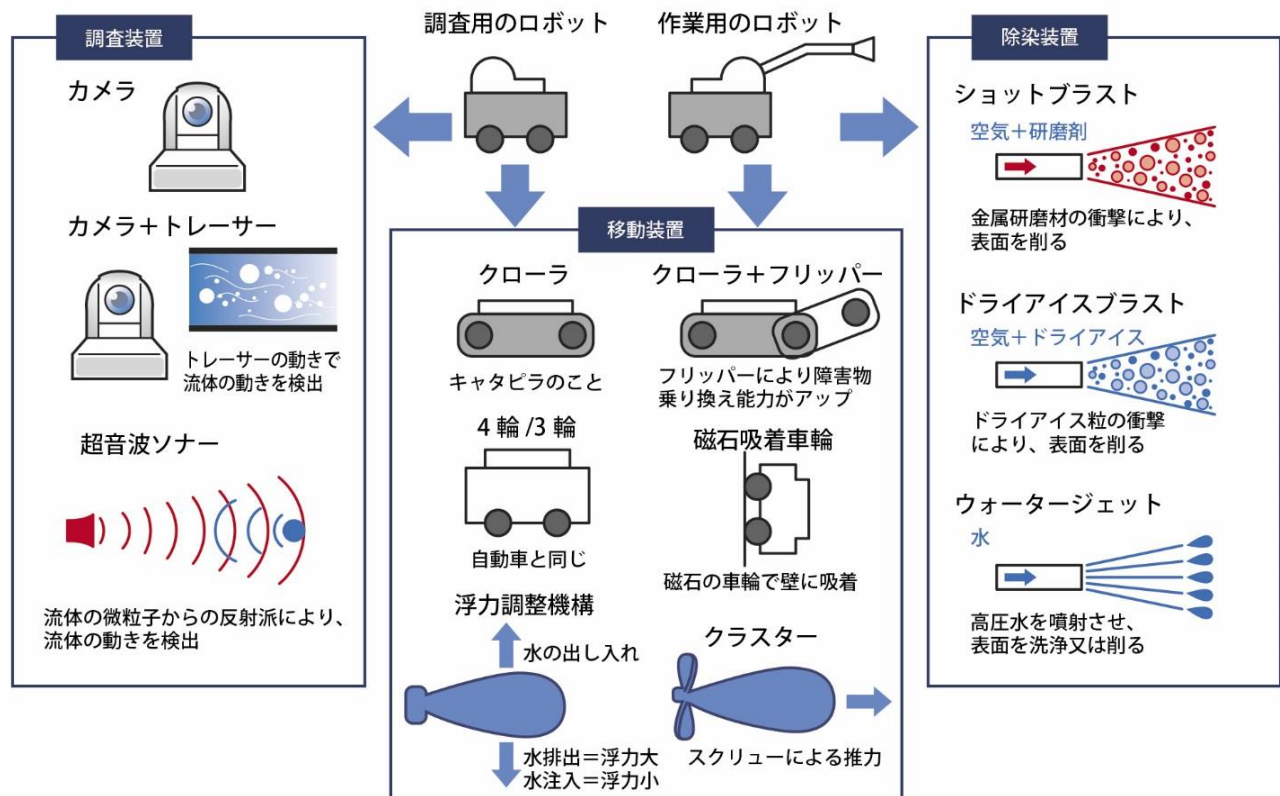 調査用のロボット
作業用のロボット
調査装置
カメラ
カメラ+トレーサー
トレーサーの動きで
流体の動きを検出
超音波ソナー
流体の微粒子からの反射派により、
流体の動きを検出
移動装置
クローラ
キャタピラのこと
クローラ+フリッパー
フリッパーにより障害物
乗り換え能力がアップ
4 輪 /3 輪
自動車と同じ
磁石吸着車輪
磁石の車輪で壁に吸着
浮力調整機構
水の出し入れ
水排出=浮力大
水注入=浮力小
クラスター
スクリューによる推力
除染装置
ショットブラスト
空気+研磨剤
金属研磨材の衝撃により、
表面を削る
ドライアイスブラスト
空気+ドライアイス
ドライアイス粒の衝撃
により、表面を削る
ウォータージェット
水
高圧水を噴射させ、
表面を洗浄又は削る